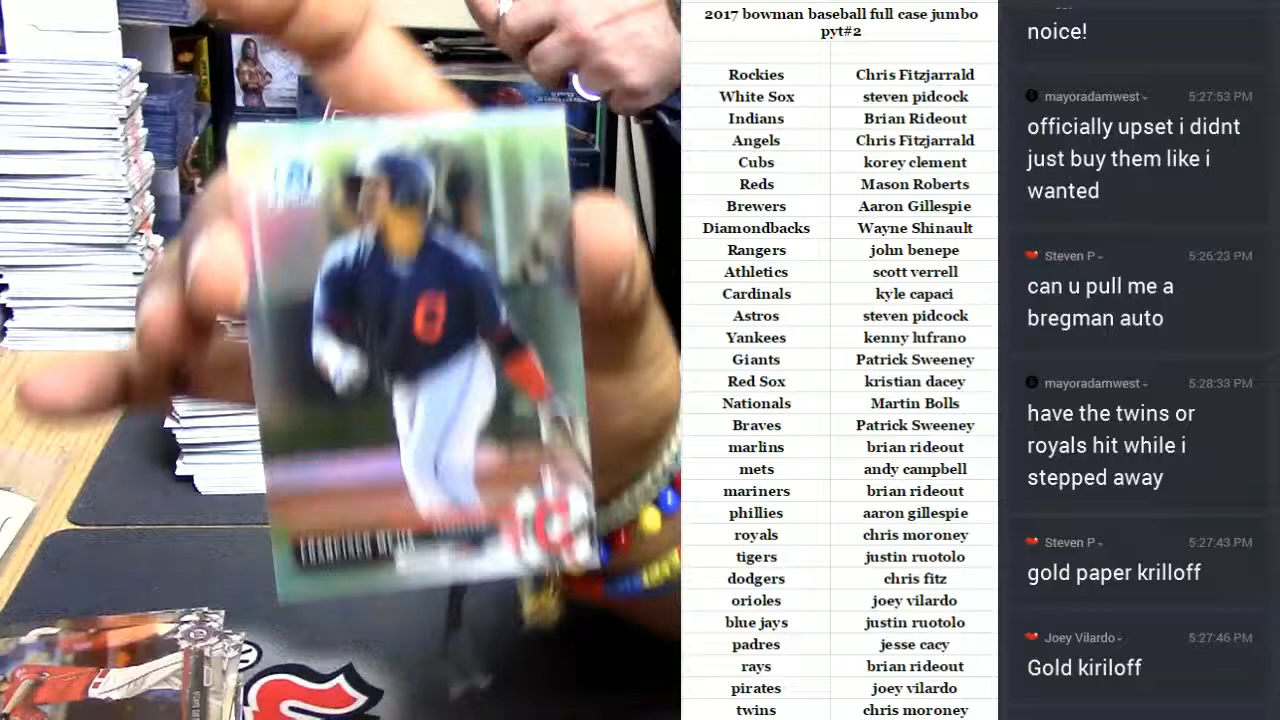 2017 bowman baseball full case jumbo
pyt#2
Rockies Chris Fitzjarrald
White Sox steven pidcock
Indians Brian Rideout
Angels Chris Fitzjarrald
Cubs korey clement
Reds Mason Roberts
Brewers Aaron Gillespie
Diamondbacks Wayne Shinault
Rangers john benepe
Athletics scott verrell
Cardinals kyle capaci
Astros steven pidcock
Yankees kenny lufrano
Giants Patrick Sweeney
Red Sox kristian dacey
Nationals Martin Bolls
Braves Patrick Sweeney
marlins brian rideout
mets andy campbell
mariners brian rideout
phillies aaron gillespie
royals chris moroney
tigers justin ruotolo
dodgers chris fitz
orioles joey vilardo
blue jays justin ruotolo
padres jesse cacy
rays brian rideout
pirates joey vilardo
twins chris moroney
noice!
mayoradamwest 5:27:53 PM
officially upset i didnt
just buy them like i
wanted
Steven P 5:26:23 PM
can u pull me a
bregman auto
mayoradamwest 5:28:33 PM
have the twins or
royals hit while i
stepped away
Steven P 5:27:43 PM
gold paper krilloff
Joey Vilardo 5:27:46 PM
Gold kiriloff